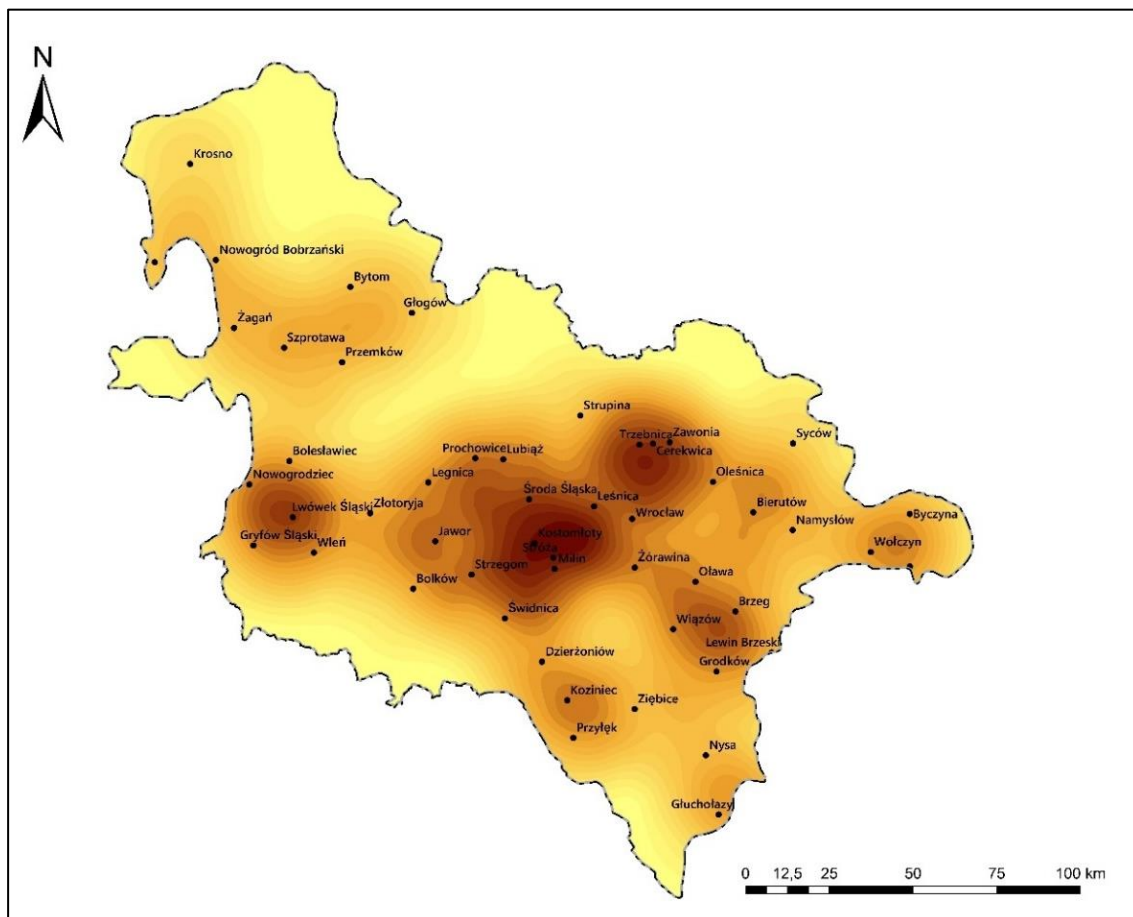 N
Krosno
Nowogród Bobrzański
Bytom
Głogów
Żagań
Szprotawa
Przemków
Strupina
Trzebnica
Zawonia
Cerekwica
Syców
Prochowice
Lubiąż
Bolesławiec
Legnica
Oleśnica
Nowogrodziec
Środa Śląska
Leśnica
Bierutów
Lwówek Śląski
Złotoryja
Wrocław
Namysłów
Byczyna
Gryfów Śląski
Wleń
Jawor
Kostomłoty
Stróża
Milin
Wołczyn
Strzegom
Żórawina
Oława
Bolków
Świdnica
Brzeg
Wiązów
Lewin Brzeski
Dzierżoniów
Grodków
Koziniec
Ziębice
Przyłęk
Nysa
Głuchołazy
0 12,5 25 50 75 100 km